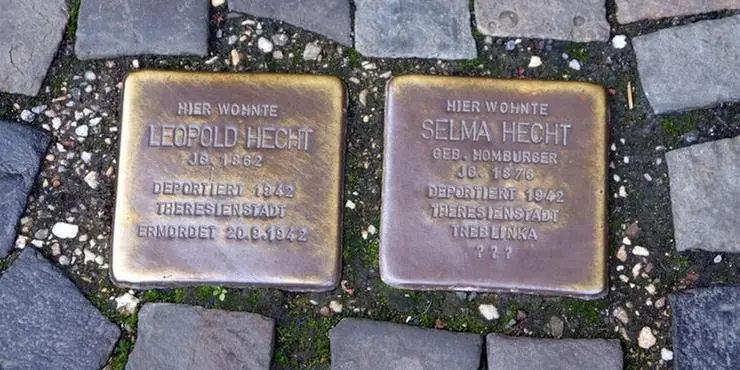 HIER WOHNTE
LEOPOLD HECHT
JG. 1862
DEPORTIERT 1942
THERESIENSTADT
ERMORDET 20.9.1942
HIER WOHNTE
SELMA HECHT
GEB. HOMBURGER
JG. 1876
DEPORTIERT 1942
THERESIENSTADT
TREBLINKA
???